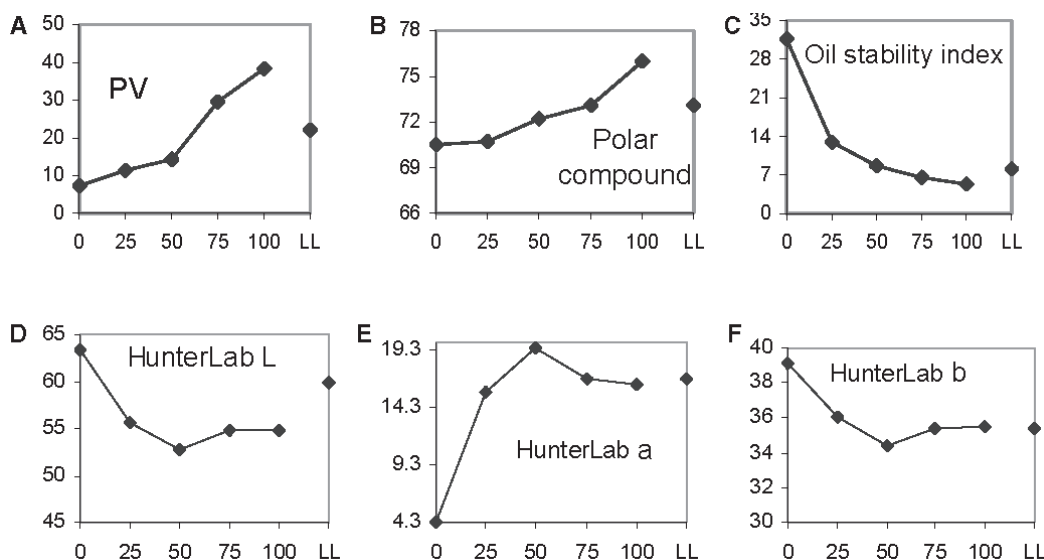 A
50
40
30
20
10
0
PV
0 25 50 75 100 LL
B
78
75
72
69
66
Polar
compound
0 25 50 75 100 LL
C
35
28
21
14
7
0
Oil stability index
0 25 50 75 100 LL
D
65
60
55
50
45
HunterLab L
0 25 50 75 100 LL
E
19.3
14.3
9.3
4.3
HunterLab a
0 25 50 75 100 LL
F
40
38
36
34
32
30
HunterLab b
0 25 50 75 100 LL